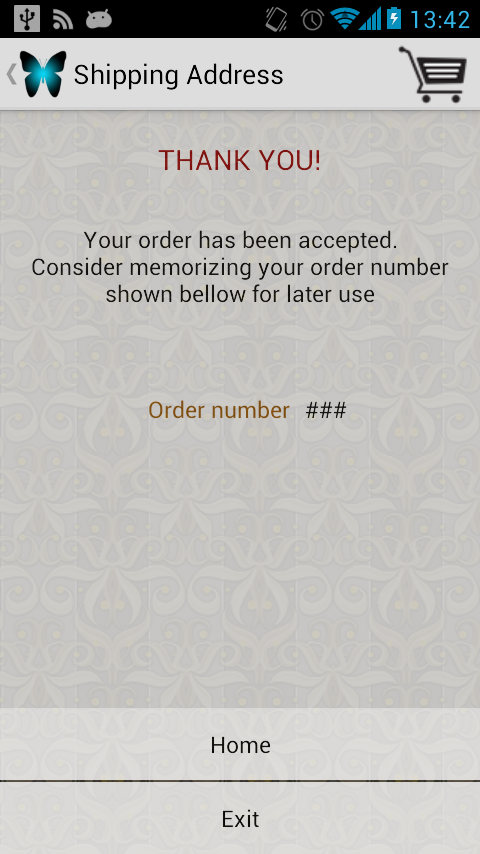 13:42
Shipping Address
THANK YOU!
Your order has been accepted.
Consider memorizing your order number
shown bellow for later use
Order number ###
Home
Exit